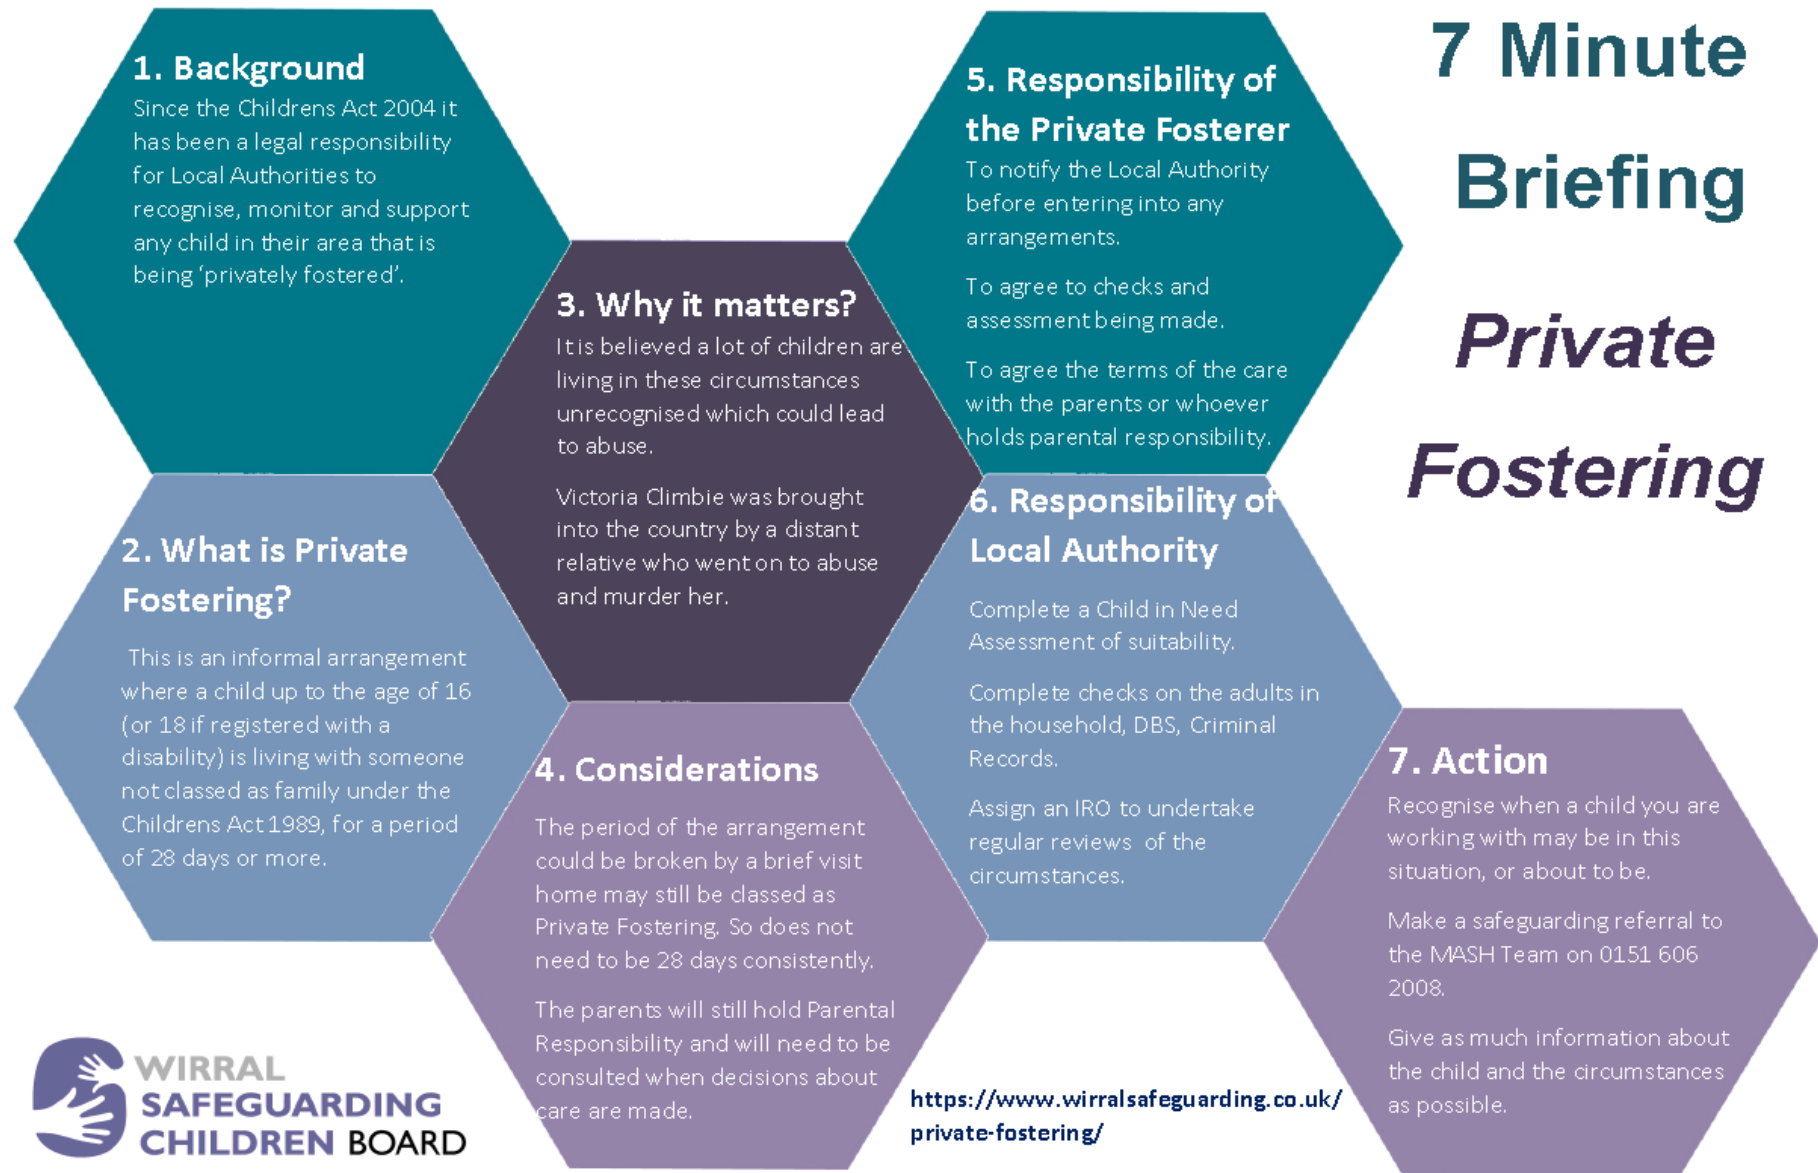 7 Minute
Briefing
Private
Fostering
1. Background
Since the Childrens Act 2004 it
has been a legal responsibility
for Local Authorities to
recognise, monitor and support
any child in their area that is
being ‘privately fostered’.
2. What is Private
Fostering?
This is an informal arrangement
where a child up to the age of 16
(or 18 if registered with a
disability) is living with someone
not classed as family under the
Childrens Act 1989, for a period
of 28 days or more.
3. Why it matters?
It is believed a lot of children are
living in these circumstances
unrecognised which could lead
to abuse.
Victoria Climbie was brought
into the country by a distant
relative who went on to abuse
and murder her.
4. Considerations
The period of the arrangement
could be broken by a brief visit
home may still be classed as
Private Fostering. So does not
need to be 28 days consistently.
The parents will still hold Parental
Responsibility and will need to be
consulted when decisions about
care are made.
5. Responsibility of
the Private Fosterer
To notify the Local Authority
before entering into any
arrangements.
To agree to checks and
assessment being made.
To agree the terms of the care
with the parents or whoever
holds parental responsibility.
6. Responsibility of
Local Authority
Complete a Child in Need
Assessment of suitability.
Complete checks on the adults in
the household, DBS, Criminal
Records.
Assign an IRO to undertake
regular reviews of the
circumstances.
7. Action
Recognise when a child you are
working with may be in this
situation, or about to be.
Make a safeguarding referral to
the MASH Team on 0151 606
2008.
Give as much information about
the child and the circumstances
as possible.
WIRRAL
SAFEGUARDING
CHILDREN BOARD
https://www.wirralsafeguarding.co.uk/
private-fostering/